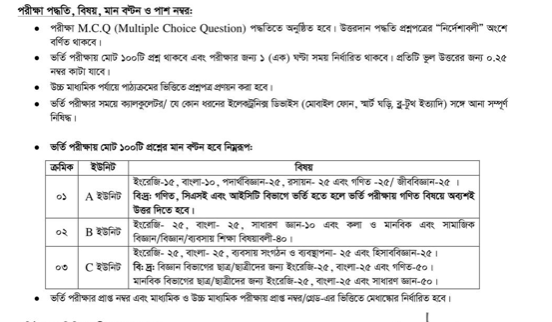 পরীক্ষা পদ্ধতি, বিষয়, মান বন্টন ও পাশ নম্বর:
• পরীক্ষা M.C.Q (Multiple Choice Question) পদ্ধতিতে অনুষ্ঠিত হবে। উত্তরদান পদ্ধতি প্রশ্নপত্রের “নির্দেশাবলী” অংশে
বর্ণিত থাকবে।
• ভর্তি পরীক্ষায় মোট ১০০টি প্রশ্ন থাকবে এবং পরীক্ষার জন্য ১ (এক) ঘন্টা সময় নির্ধারিত থাকবে। প্রতিটি ভুল উত্তরের জন্য ০.২৫
নম্বর কাটা যাবে।
• উচ্চ মাধ্যমিক পর্যায়ে পাঠ্যক্রমের ভিত্তিতে প্রশ্নপত্র প্রণয়ন করা হবে।
• ভর্তি পরীক্ষার সময়ে ক্যালকুলেটর/ যে কোন ধরনের ইলেকট্রনিক্স ডিভাইস (মোবাইল ফোন, স্মার্ট ঘড়ি, ব্লু-টুথ ইত্যাদি) সঙ্গে আনা সম্পূর্ণ
নিষিদ্ধ।
• ভর্তি পরীক্ষায় মোট ১০০টি প্রশ্নের মান বন্টন হবে নিম্নরূপ:
ক্রমিক ইউনিট বিষয়
ইংরেজি-১৫, বাংলা-১০, পদার্থবিজ্ঞান-২৫, রসায়ন- ২৫ এবং গণিত -২৫/ জীববিজ্ঞান-২৫ ।
০১ A ইউনিট বি:দ্র: গণিত, সিএসই এবং আইসিটি বিভাগে ভর্তি হতে হলে ভর্তি পরীক্ষায় গণিত বিষয়ে অবশ্যই
উত্তর দিতে হবে।
০২ B ইউনিট ইংরেজি- ২৫, বাংলা- ২৫, সাধারণ জ্ঞান-১০ এবং কলা ও মানবিক এবং সামাজিক
বিজ্ঞান/বিজ্ঞান/ব্যবসায় শিক্ষা বিষয়াবলী-৪০।
ইংরেজি-২৫, বাংলা- ২৫, ব্যবসায় সংগঠন ও ব্যবস্থাপনা- ২৫ এবং হিসাববিজ্ঞান-২৫।
০৩ C ইউনিট বি: দ্র: বিজ্ঞান বিভাগের ছাত্র/ছাত্রীদের জন্য ইংরেজি-২৫, বাংলা-২৫ এবং গণিত-৫০।
মানবিক বিভাগের ছাত্র/ছাত্রীদের জন্য ইংরেজি-২৫, বাংলা-২৫ এবং সাধারণ জ্ঞান-৫০।
• ভর্তি পরীক্ষার প্রাপ্ত নম্বর এবং মাধ্যমিক ও উচ্চ মাধ্যমিক পরীক্ষায় প্রাপ্ত নম্বর/গ্রেড-এর ভিত্তিতে মেধাস্কোর নির্ধারিত হবে।